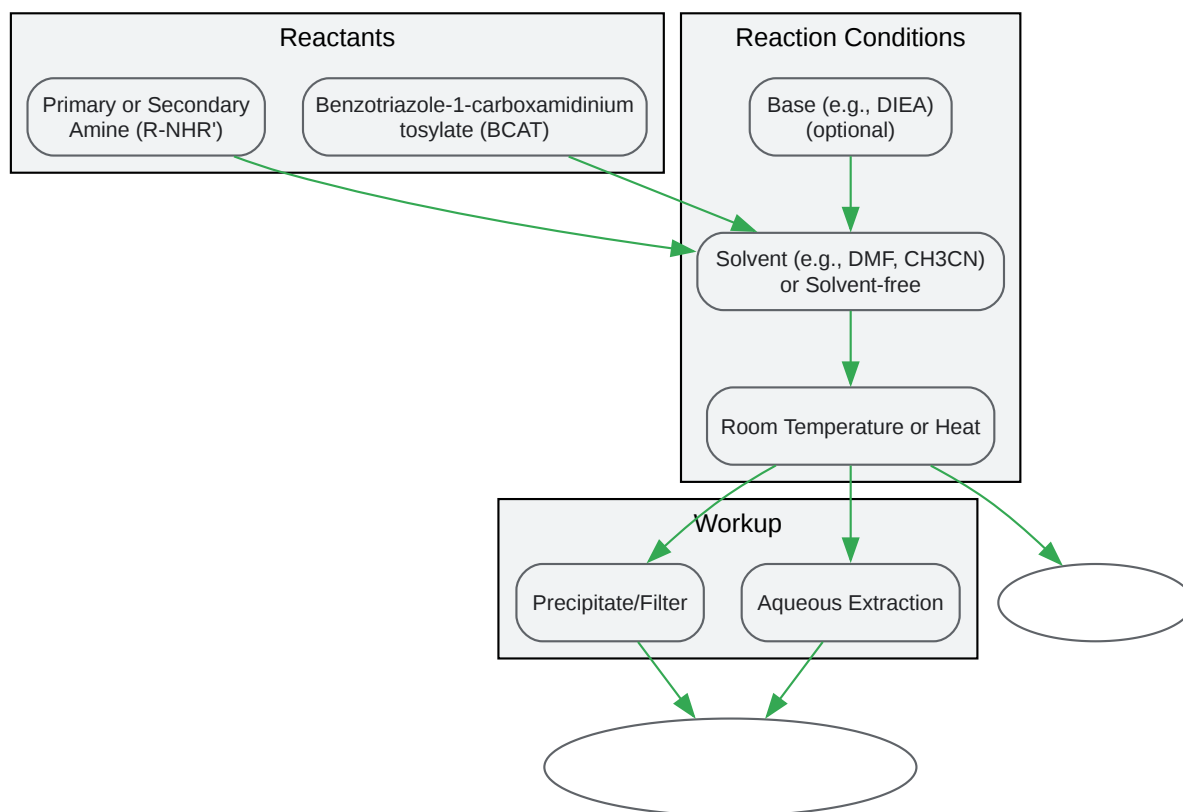 Reactants
Primary or Secondary
Amine (R-NHR')
Benzotriazole-1-carboxamidinium
tosylate (BCAT)
Reaction Conditions
Base (e.g., DIEA)
(optional)
Solvent (e.g., DMF, CH3CN)
or Solvent-free
Room Temperature or Heat
Workup
Precipitate/Filter
Aqueous Extraction